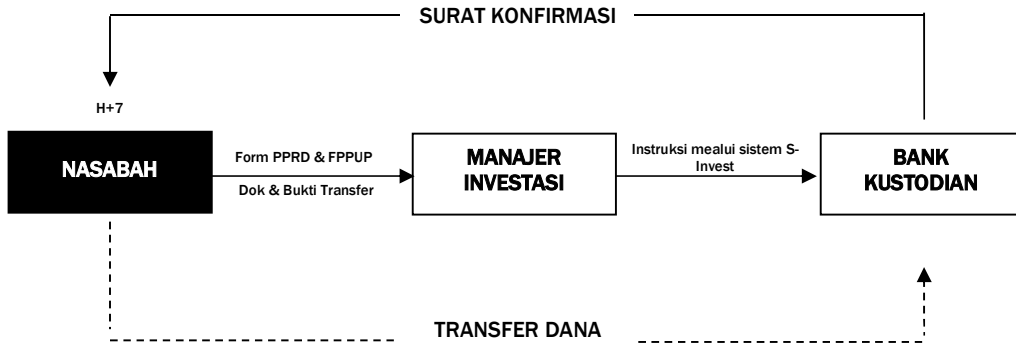 SURAT KONFIRMASI
H+7
NASABAH
Form PPRD & FPPUP
Dok & Bukti Transfer
MANAJER
INVESTASI
Instruksi mealui sistem S-
Invest
BANK
KUSTODIAN
TRANSFER DANA